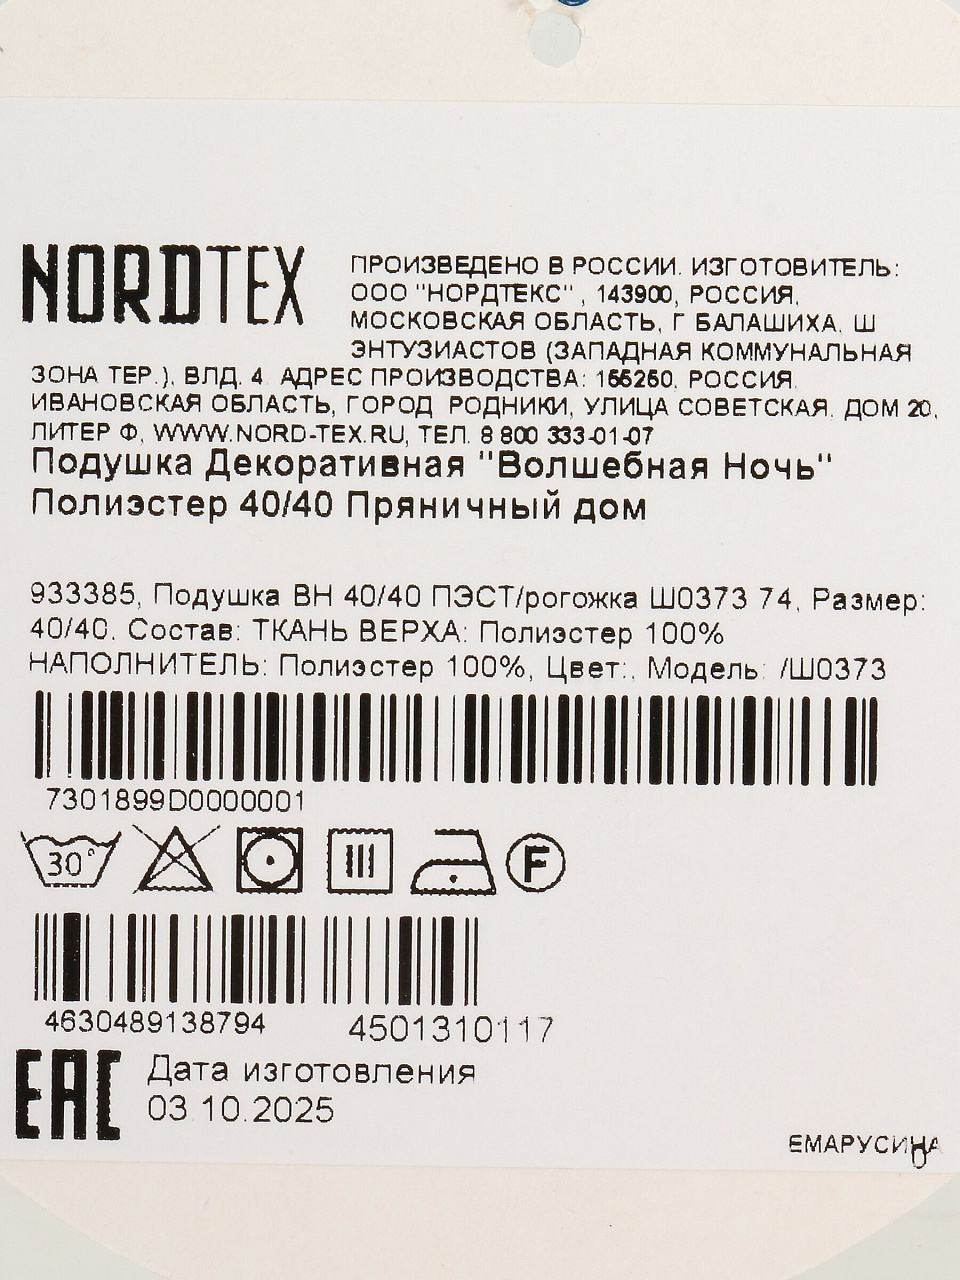 NORDTEX
ПРОИЗВЕДЕНО В РОССИИ. ИЗГОТОВИТЕЛЬ:
ООО "НОРДТЕКС" , 143900, РОССИЯ,
МОСКОВСКАЯ ОБЛАСТЬ, Г БАЛАШИХА, Ш
ЭНТУЗИАСТОВ (ЗАПАДНАЯ КОММУНАЛЬНАЯ
ЗОНА ТЕР.), ВЛД. 4 АДРЕС ПРОИЗВОДСТВА: 155250, РОССИЯ,
ИВАНОВСКАЯ ОБЛАСТЬ, ГОРОД РОДНИКИ, УЛИЦА СОВЕТСКАЯ, ДОМ 20,
ЛИТЕР Ф, WWW.NORD-TEX.RU, ТЕЛ. 8 800 333-01-07
Подушка Декоративная "Волшебная Ночь"
Полиэстер 40/40 Пряничный дом
933385, Подушка ВН 40/40 ПЭСТ/рогожка Ш0373 74, Размер:
40/40, Состав: ТКАНЬ ВЕРХА: Полиэстер 100%
НАПОЛНИТЕЛЬ: Полиэстер 100%, Цвет:, Модель: /Ш0373
7301899D0000001
30°
F
4630489138794 4501310117
EAC
Дата изготовления
03.10.2025
ЕМАРУСИНА